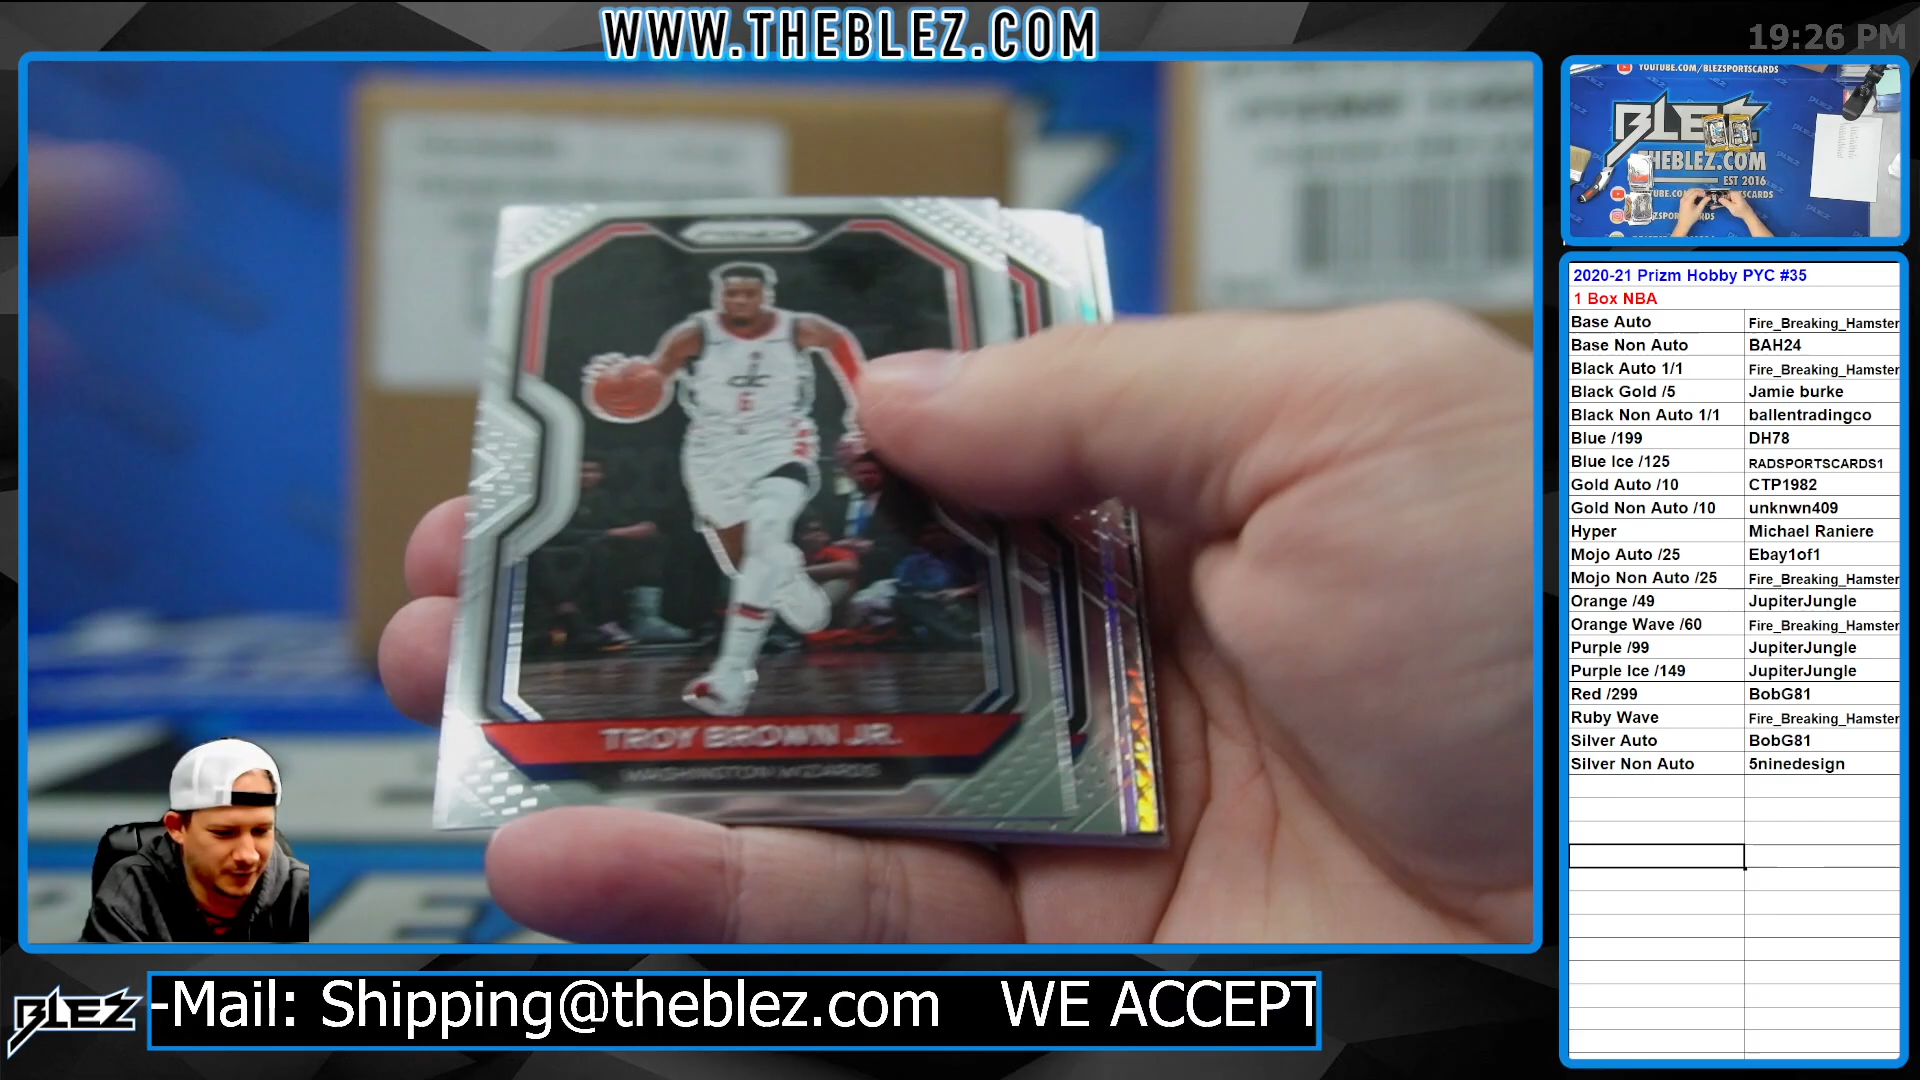 WWW.THEBLEZ.COM
19:26 PM
YOUTUBE.COM/BLEZSPORTSCARDS
BLEZ
THEBLEZ.COM
EST 2016
PRIZM
TROY BROWN JR.
WASHINGTON WIZARDS
dc
6
2020-21 Prizm Hobby PYC #35
1 Box NBA
Base Auto Fire_Breaking_Hamster
Base Non Auto BAH24
Black Auto 1/1 Fire_Breaking_Hamster
Black Gold /5 Jamie burke
Black Non Auto 1/1 ballentradingco
Blue /199 DH78
Blue Ice /125 RADSPORTSCARDS1
Gold Auto /10 CTP1982
Gold Non Auto /10 unknwn409
Hyper Michael Raniere
Mojo Auto /25 Ebay1of1
Mojo Non Auto /25 Fire_Breaking_Hamster
Orange /49 JupiterJungle
Orange Wave /60 Fire_Breaking_Hamster
Purple /99 JupiterJungle
Purple Ice /149 JupiterJungle
Red /299 BobG81
Ruby Wave Fire_Breaking_Hamster
Silver Auto BobG81
Silver Non Auto 5ninedesign
BLEZ
-Mail: Shipping@theblez.com WE ACCEPT